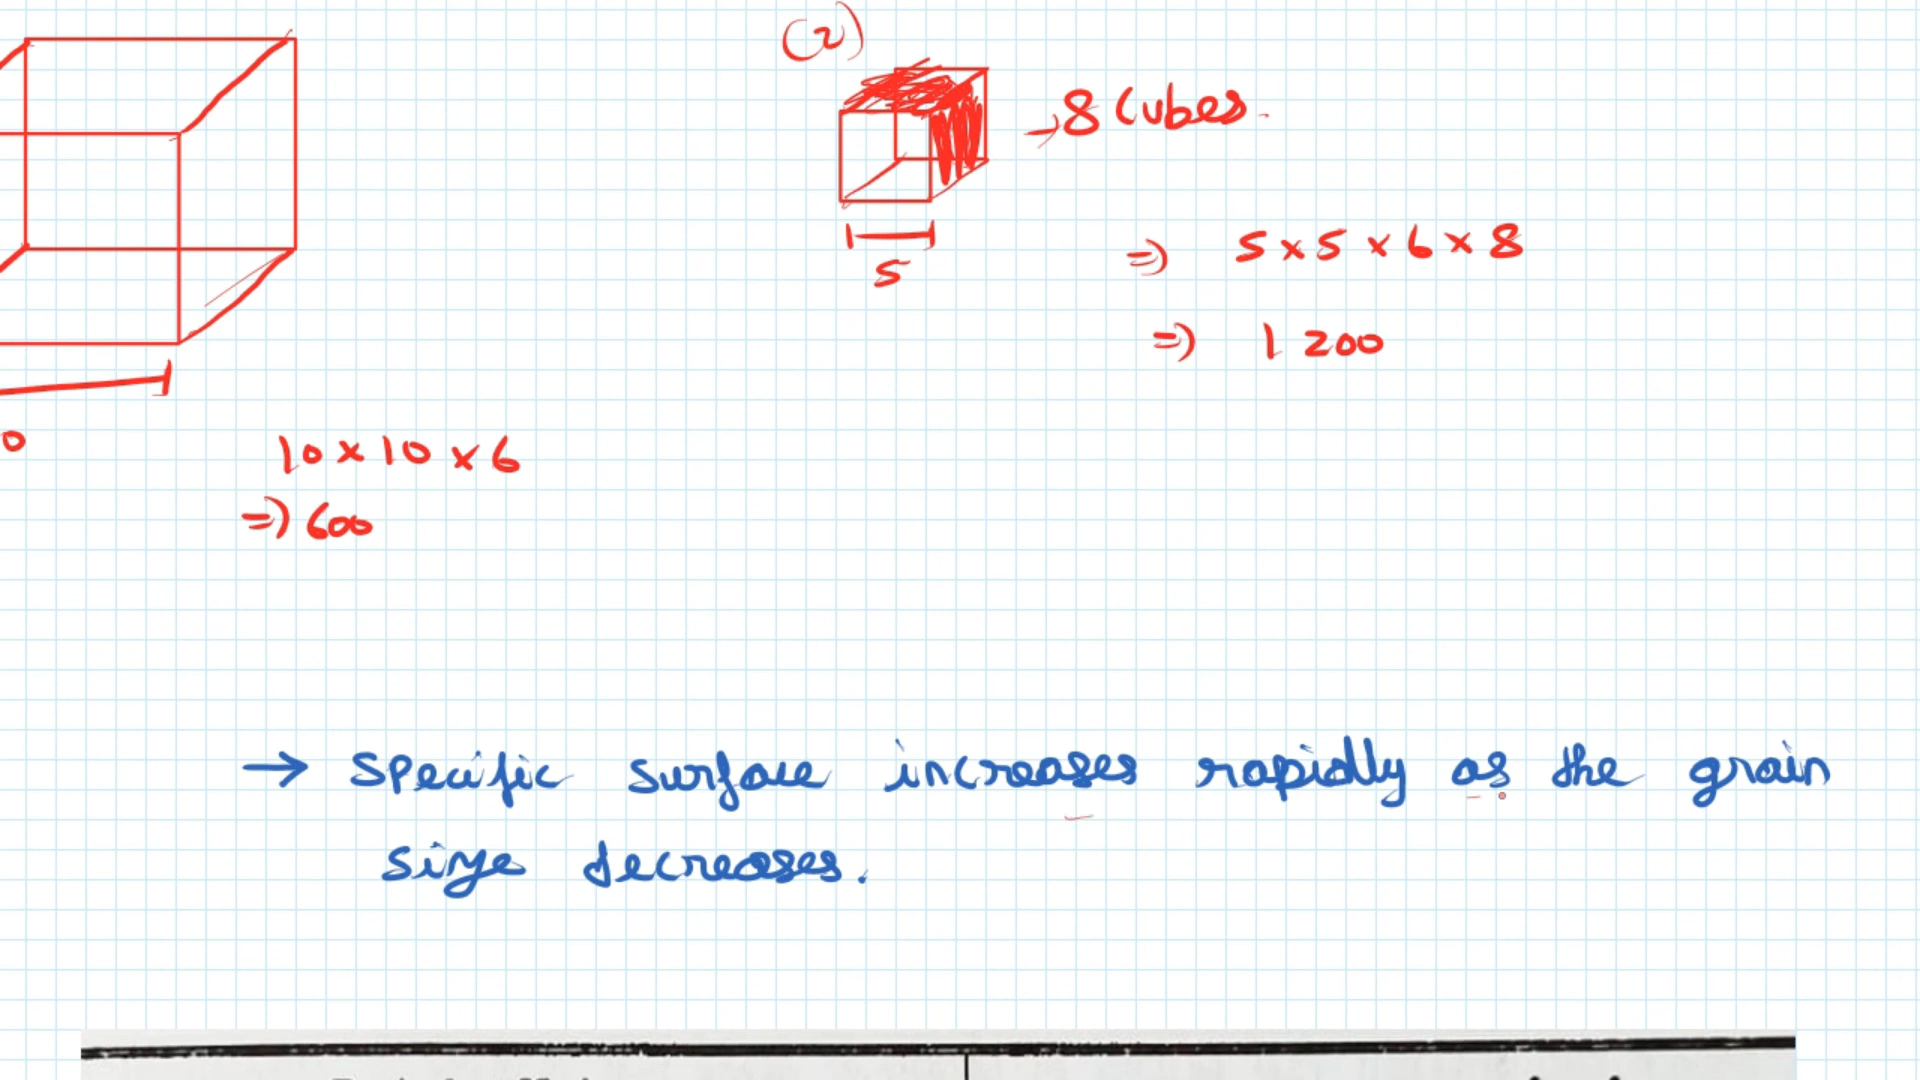 (2)
→ 8 Cubes.
5
⇒ 5 x 5 x 6 x 8
⇒ 1200
0
10 x 10 x 6
⇒ 600
→ Specific surface increases rapidly as the grain
size decreases.